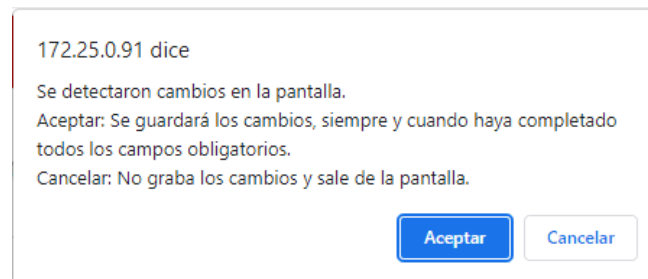 172.25.0.91 dice
Se detectaron cambios en la pantalla.
Aceptar: Se guardará los cambios, siempre y cuando haya completado
todos los campos obligatorios.
Cancelar: No graba los cambios y sale de la pantalla.
Aceptar
Cancelar